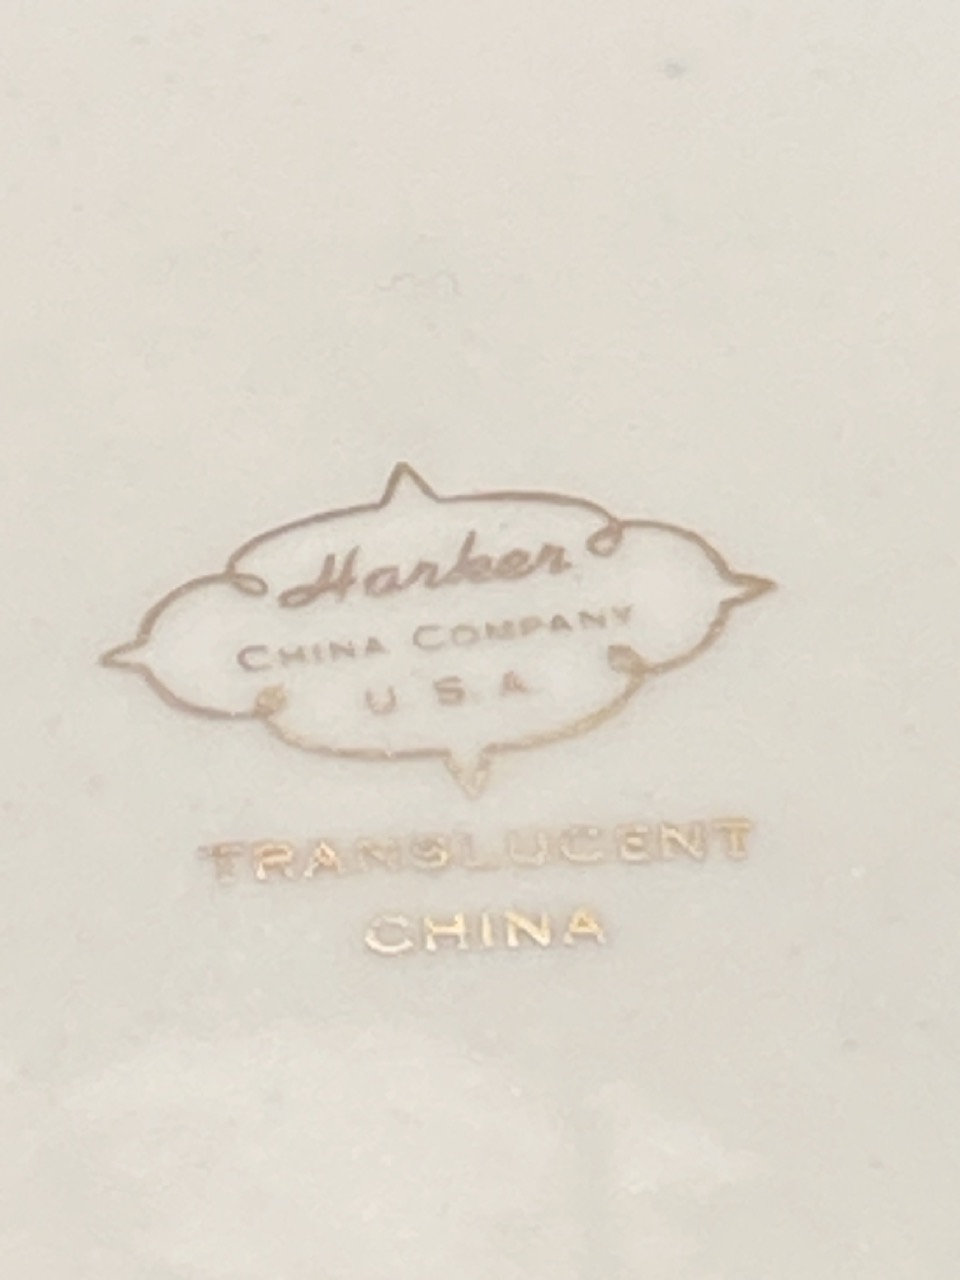 Harker
CHINA COMPANY
U S A
TRANSLUCENT
CHINA